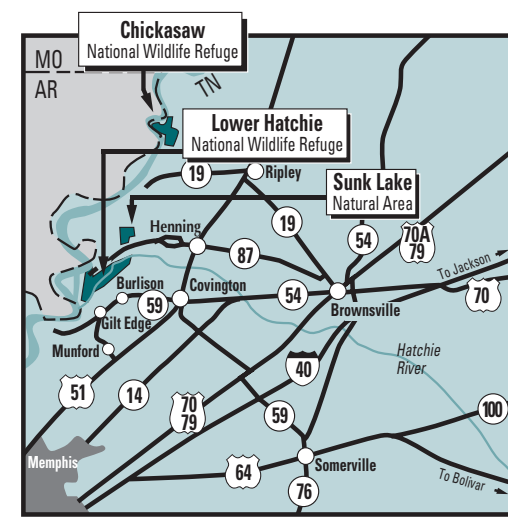 Chickasaw
National Wildlife Refuge
MO
AR
TN
Lower Hatchie
National Wildlife Refuge
19
Ripley
Sunk Lake
Natural Area
Henning
19
87
54
70A
79
To Jackson
Burlison
59
Covington
54
70
Gilt Edge
Brownsville
Munford
Hatchie
River
40
51
14
70
79
59
100
Memphis
64
Somerville
76
To Bolivar